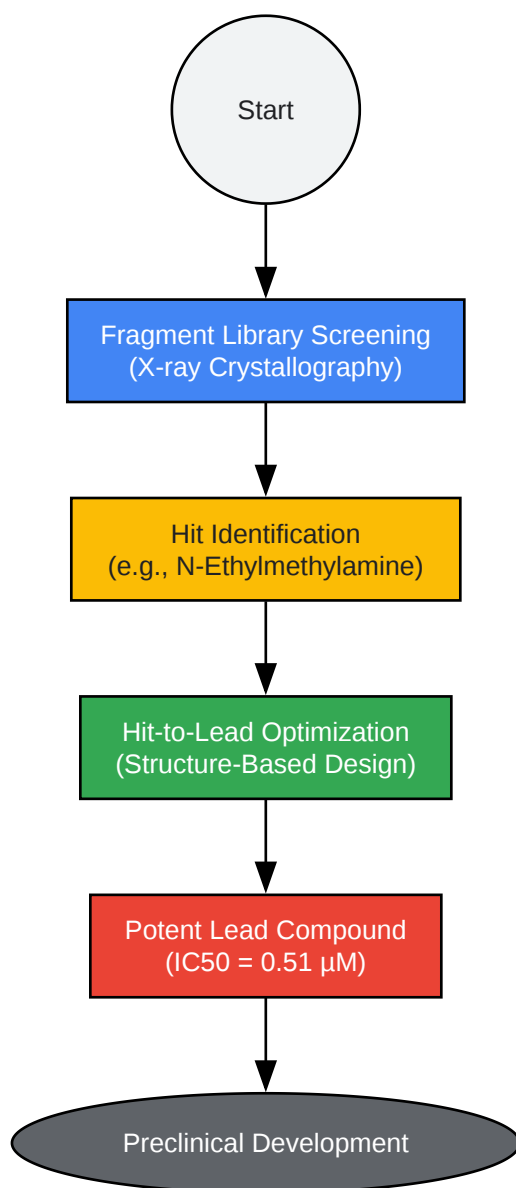 Start
Fragment Library Screening
(X-ray Crystallography)
Hit Identification
(e.g., N-Ethylmethylamine)
Hit-to-Lead Optimization
(Structure-Based Design)
Potent Lead Compound
(IC50 = 0.51 µM)
Preclinical Development